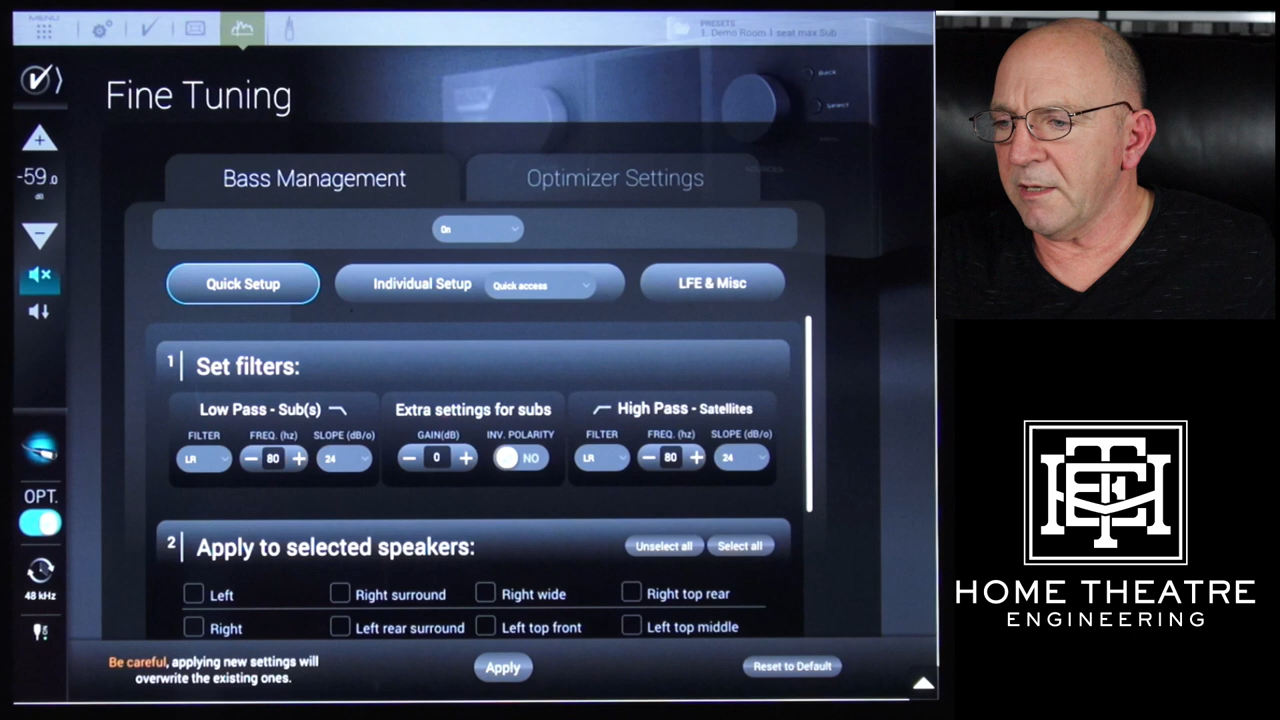 MENU
PRESETS
1. Demo Room 1 seat max Sub
Fine Tuning
Back
Select
-59.0
dB
Bass Management
Optimizer Settings
On
Quick Setup
Individual Setup
Quick access
LFE & Misc
1
Set filters:
Low Pass - Sub(s)
Extra settings for subs
High Pass - Satellites
FILTER
FREQ. (hz)
SLOPE (dB/o)
GAIN(dB)
INV. POLARITY
FILTER
FREQ. (hz)
SLOPE (dB/o)
LR
80
24
0
NO
LR
80
24
OPT.
48 kHz
2
Apply to selected speakers:
Unselect all
Select all
Left
Right surround
Right wide
Right top rear
Right
Left rear surround
Left top front
Left top middle
Be careful, applying new settings will
overwrite the existing ones.
Apply
Reset to Default
HTE
HOME THEATRE
ENGINEERING